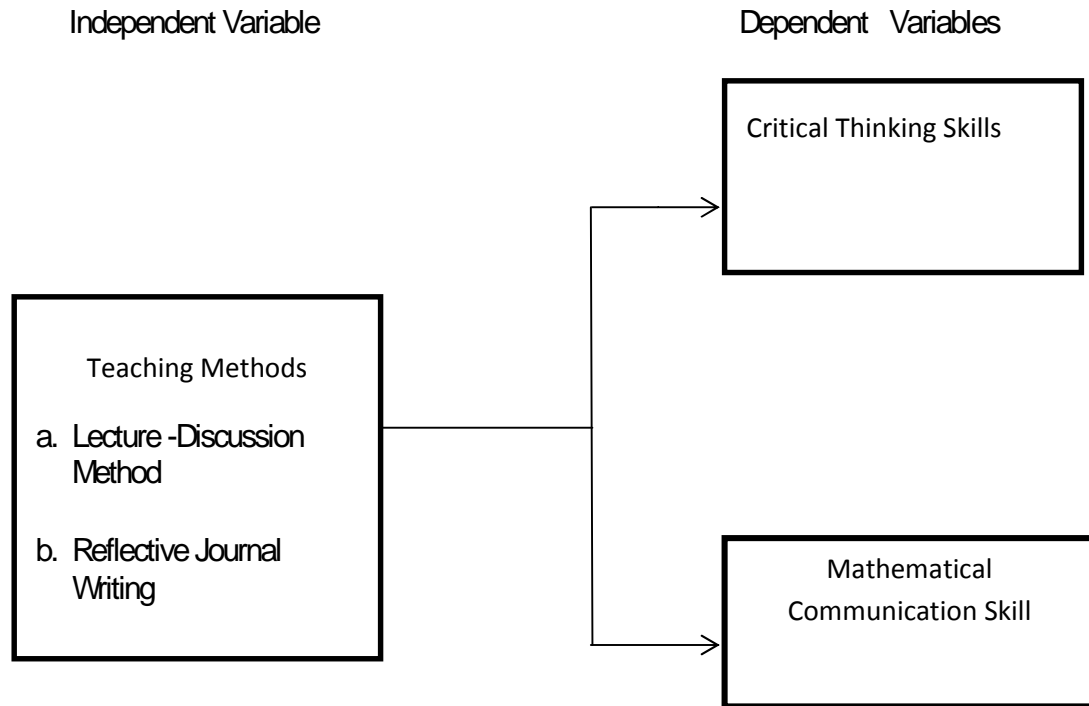 Independent Variable
Dependent Variables
Critical Thinking Skills
Teaching Methods
a. Lecture -Discussion
Method
b. Reflective Journal
Writing
Mathematical
Communication Skill